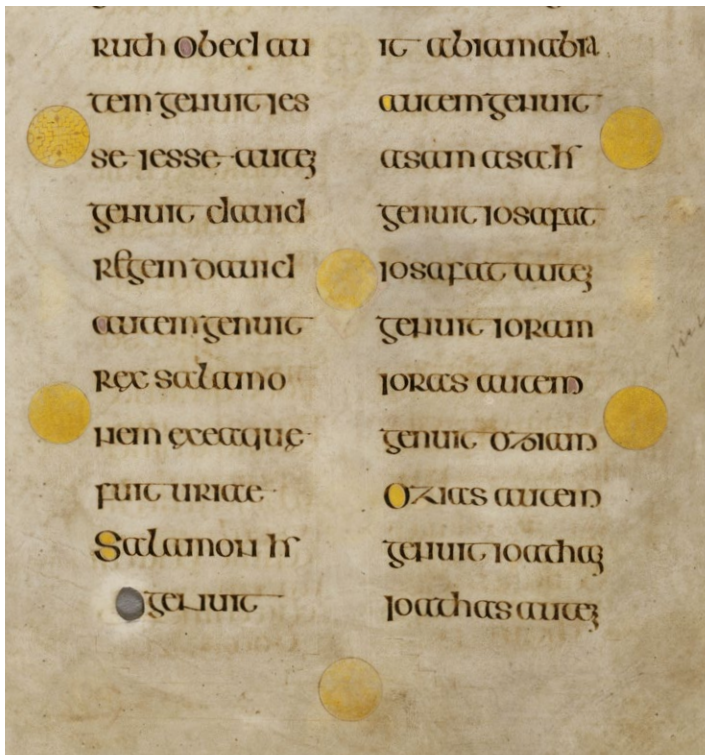 ruth obed au
tem genuit ies
se iesse autē
genuit dauid
regem dauid
autem genuit
rex salamo
nem ex ea que
fuit uriae
Salamon ħ
genuit
it abiam abia
autem genuit
asam asa ħ
genuit iosafat
iosafat autē
genuit ioram
ioras autem
genuit oziam
Ozias autem
genuit ioathā
Ioathas autē